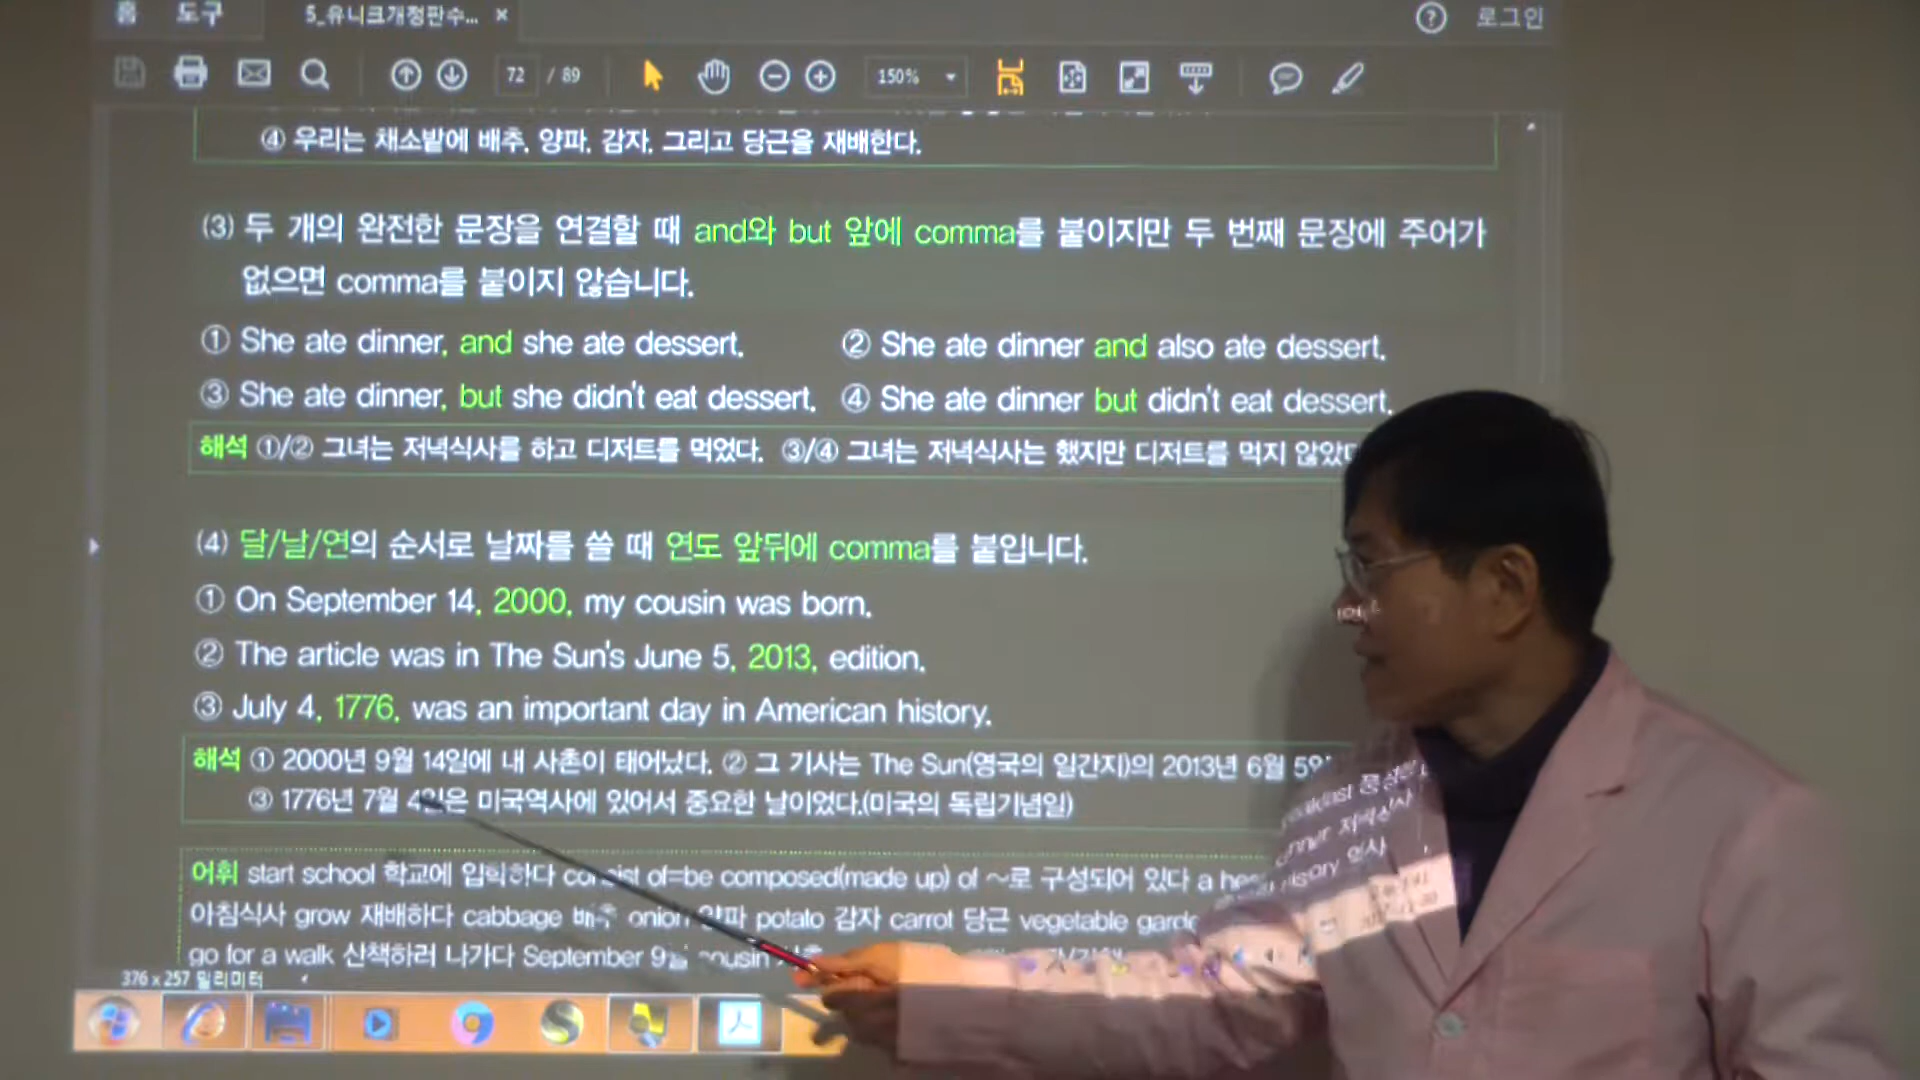 홈 도구 5_유니크개정판수... × ? 로그인
72 / 89 150%
④ 우리는 채소밭에 배추, 양파, 감자, 그리고 당근을 재배한다.
(3) 두 개의 완전한 문장을 연결할 때 and와 but 앞에 comma를 붙이지만 두 번째 문장에 주어가
없으면 comma를 붙이지 않습니다.
① She ate dinner, and she ate dessert. ② She ate dinner and also ate dessert.
③ She ate dinner, but she didn't eat dessert. ④ She ate dinner but didn't eat dessert.
해석 ①/② 그녀는 저녁식사를 하고 디저트를 먹었다. ③/④ 그녀는 저녁식사는 했지만 디저트를 먹지 않았
(4) 달/날/연의 순서로 날짜를 쓸 때 연도 앞뒤에 comma를 붙입니다.
① On September 14, 2000, my cousin was born.
② The article was in The Sun's June 5, 2013, edition.
③ July 4, 1776, was an important day in American history.
해석 ① 2000년 9월 14일에 내 사촌이 태어났다. ② 그 기사는 The Sun(영국의 일간지)의 2013년 6월 5일
③ 1776년 7월 4일은 미국역사에 있어서 중요한 날이었다.(미국의 독립기념일)
어휘 start school 학교에 입학하다 consist of=be composed(made up) of ~로 구성되어 있다 a
아침식사 grow 재배하다 cabbage 배추 onion 양파 potato 감자 carrot 당근 vegetable
go for a walk 산책하러 나가다 September 9월 cousin
376 x 257 밀리미터